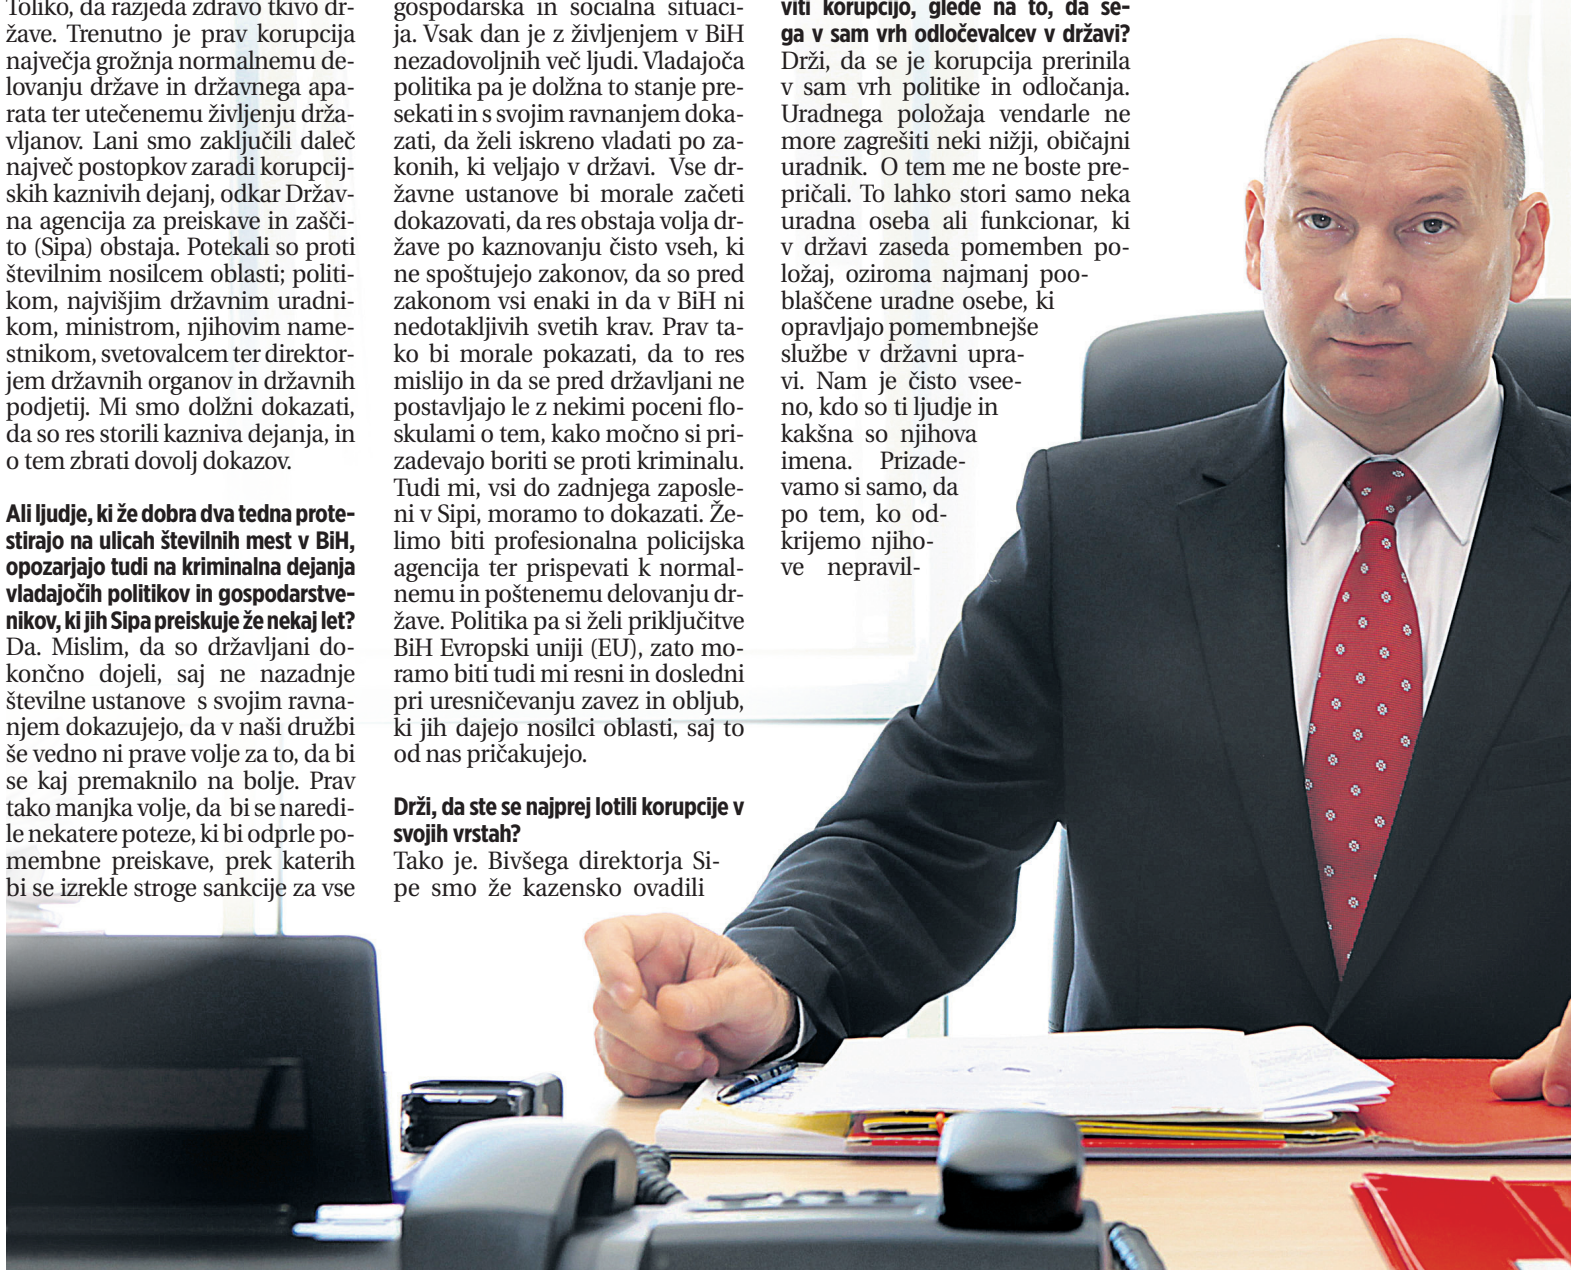 Toliko, da razjeda zdravo tkivo dr-
žave. Trenutno je prav korupcija
največja grožnja normalnemu de-
lovanju države in državnega apa-
rata ter utečenemu življenju drža-
vljanov. Lani smo zaključili daleč
največ postopkov zaradi korupcij-
skih kaznivih dejanj, odkar Držav-
na agencija za preiskave in zašči-
to (Sipa) obstaja. Potekali so proti
številnim nosilcem oblasti; politi-
kom, najvišjim državnim uradni-
kom, ministrom, njihovim name-
stnikom, svetovalcem ter direktor-
jem državnih organov in državnih
podjetij. Mi smo dolžni dokazati,
da so res storili kazniva dejanja, in
o tem zbrati dovolj dokazov.
Ali ljudje, ki že dobra dva tedna prote-
stirajo na ulicah številnih mest v BiH,
opozarjajo tudi na kriminalna dejanja
vladajočih politikov in gospodarstve-
nikov, ki jih Sipa preiskuje že nekaj let?
Da. Mislim, da so državljani do-
končno dojeli, saj ne nazadnje
številne ustanove s svojim ravna-
njem dokazujejo, da v naši družbi
še vedno ni prave volje za to, da bi
se kaj premaknilo na bolje. Prav
tako manjka volje, da bi se naredi-
le nekatere poteze, ki bi odprle po-
membne preiskave, prek katerih
bi se izrekle stroge sankcije za vse
gospodarska in socialna situaci-
ja. Vsak dan je z življenjem v BiH
nezadovoljnih več ljudi. Vladajoča
politika pa je dolžna to stanje pre-
sekati in s svojim ravnanjem doka-
zati, da želi iskreno vladati po za-
konih, ki veljajo v državi. Vse dr-
žavne ustanove bi morale začeti
dokazovati, da res obstaja volja dr-
žave po kaznovanju čisto vseh, ki
ne spoštujejo zakonov, da so pred
zakonom vsi enaki in da v BiH ni
nedotakljivih svetih krav. Prav ta-
ko bi morale pokazati, da to res
mislijo in da se pred državljani ne
postavljajo le z nekimi poceni flo-
skulami o tem, kako močno si pri-
zadevajo boriti se proti kriminalu.
Tudi mi, vsi do zadnjega zaposle-
ni v Sipi, moramo to dokazati. Že-
limo biti profesionalna policijska
agencija ter prispevati k normal-
nemu in poštenemu delovanju dr-
žave. Politika pa si želi priključitve
BiH Evropski uniji (EU), zato mo-
ramo biti tudi mi resni in dosledni
pri uresničevanju zavez in obljub,
ki jih dajejo nosilci oblasti, saj to
od nas pričakujejo.
Drži, da ste se najprej lotili korupcije v
svojih vrstah?
Tako je. Bivšega direktorja Si-
pe smo že kazensko ovadili
viti korupcijo, glede na to, da se-
ga v sam vrh odločevalcev v državi?
Drži, da se je korupcija prerinila
v sam vrh politike in odločanja.
Uradnega položaja vendarle ne
more zagrešiti neki nižji, običajni
uradnik. O tem me ne boste pre-
pričali. To lahko stori samo neka
uradna oseba ali funkcionar, ki
v državi zaseda pomemben po-
ložaj, oziroma najmanj poo-
blaščene uradne osebe, ki
opravljajo pomembnejše
službe v državni upra-
vi. Nam je čisto vsee-
no, kdo so ti ljudje in
kakšna so njihova
imena. Prizade-
vamo si samo, da
po tem, ko od-
krijemo njiho-
ve nepravil-